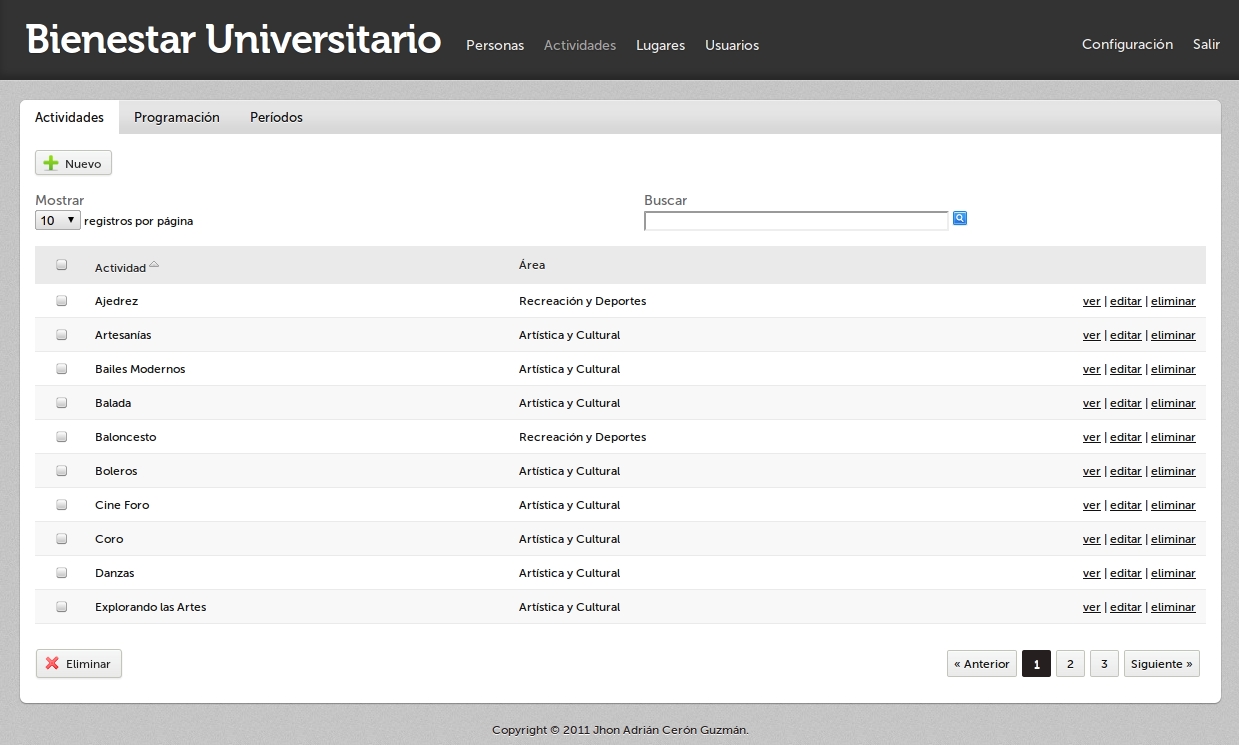 Bienestar Universitario Personas Actividades Lugares Usuarios Configuración Salir
Actividades Programación Períodos
Nuevo
Mostrar Buscar
10 registros por página
Actividad Área
Ajedrez Recreación y Deportes ver | editar | eliminar
Artesanías Artística y Cultural ver | editar | eliminar
Bailes Modernos Artística y Cultural ver | editar | eliminar
Balada Artística y Cultural ver | editar | eliminar
Baloncesto Recreación y Deportes ver | editar | eliminar
Boleros Artística y Cultural ver | editar | eliminar
Cine Foro Artística y Cultural ver | editar | eliminar
Coro Artística y Cultural ver | editar | eliminar
Danzas Artística y Cultural ver | editar | eliminar
Explorando las Artes Artística y Cultural ver | editar | eliminar
Eliminar « Anterior 1 2 3 Siguiente »
Copyright © 2011 Jhon Adrián Cerón Guzmán.